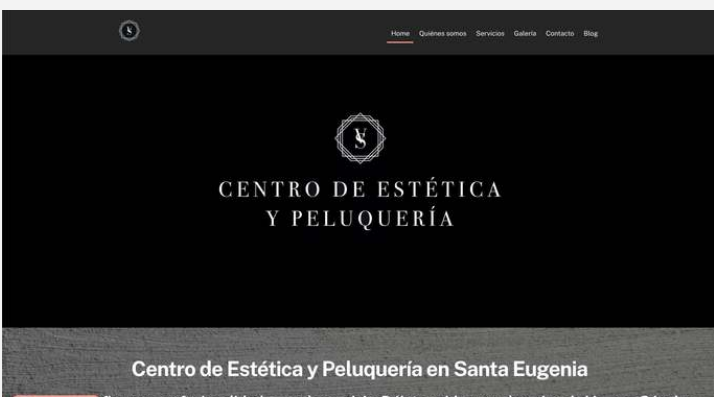 Home Quiénes somos Servicios Galería Contacto Blog
CENTRO DE ESTÉTICA
Y PELUQUERÍA
Centro de Estética y Peluquería en Santa Eugenia